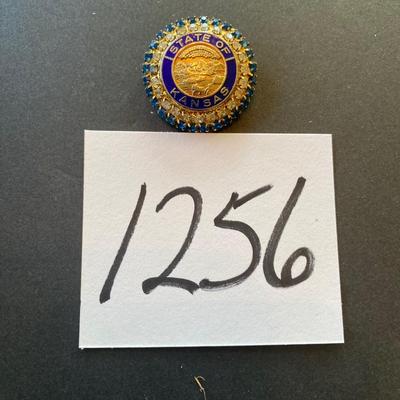 STATE OF
KANSAS
1256